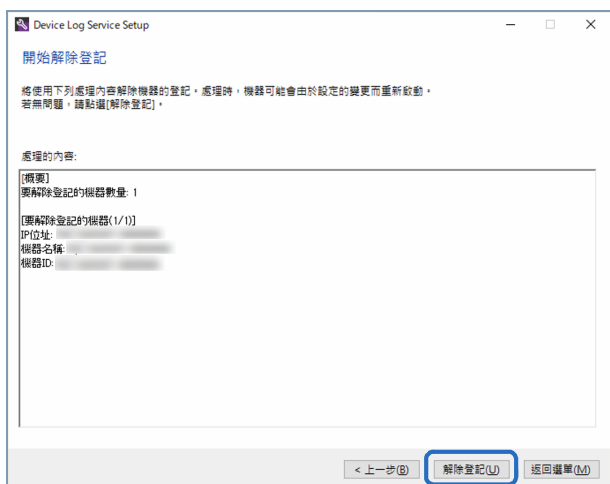 Device Log Service Setup
開始解除登記
將使用下列處理內容解除機器的登記。處理時，機器可能會由於設定的變更而重新啟動。
若無問題，請點選[解除登記]。
處理的內容:
[概要]
要解除登記的機器數量: 1
[要解除登記的機器(1/1)]
IP位址:
機器名稱:
機器ID:
< 上一步(B)
解除登記(U)
返回選單(M)